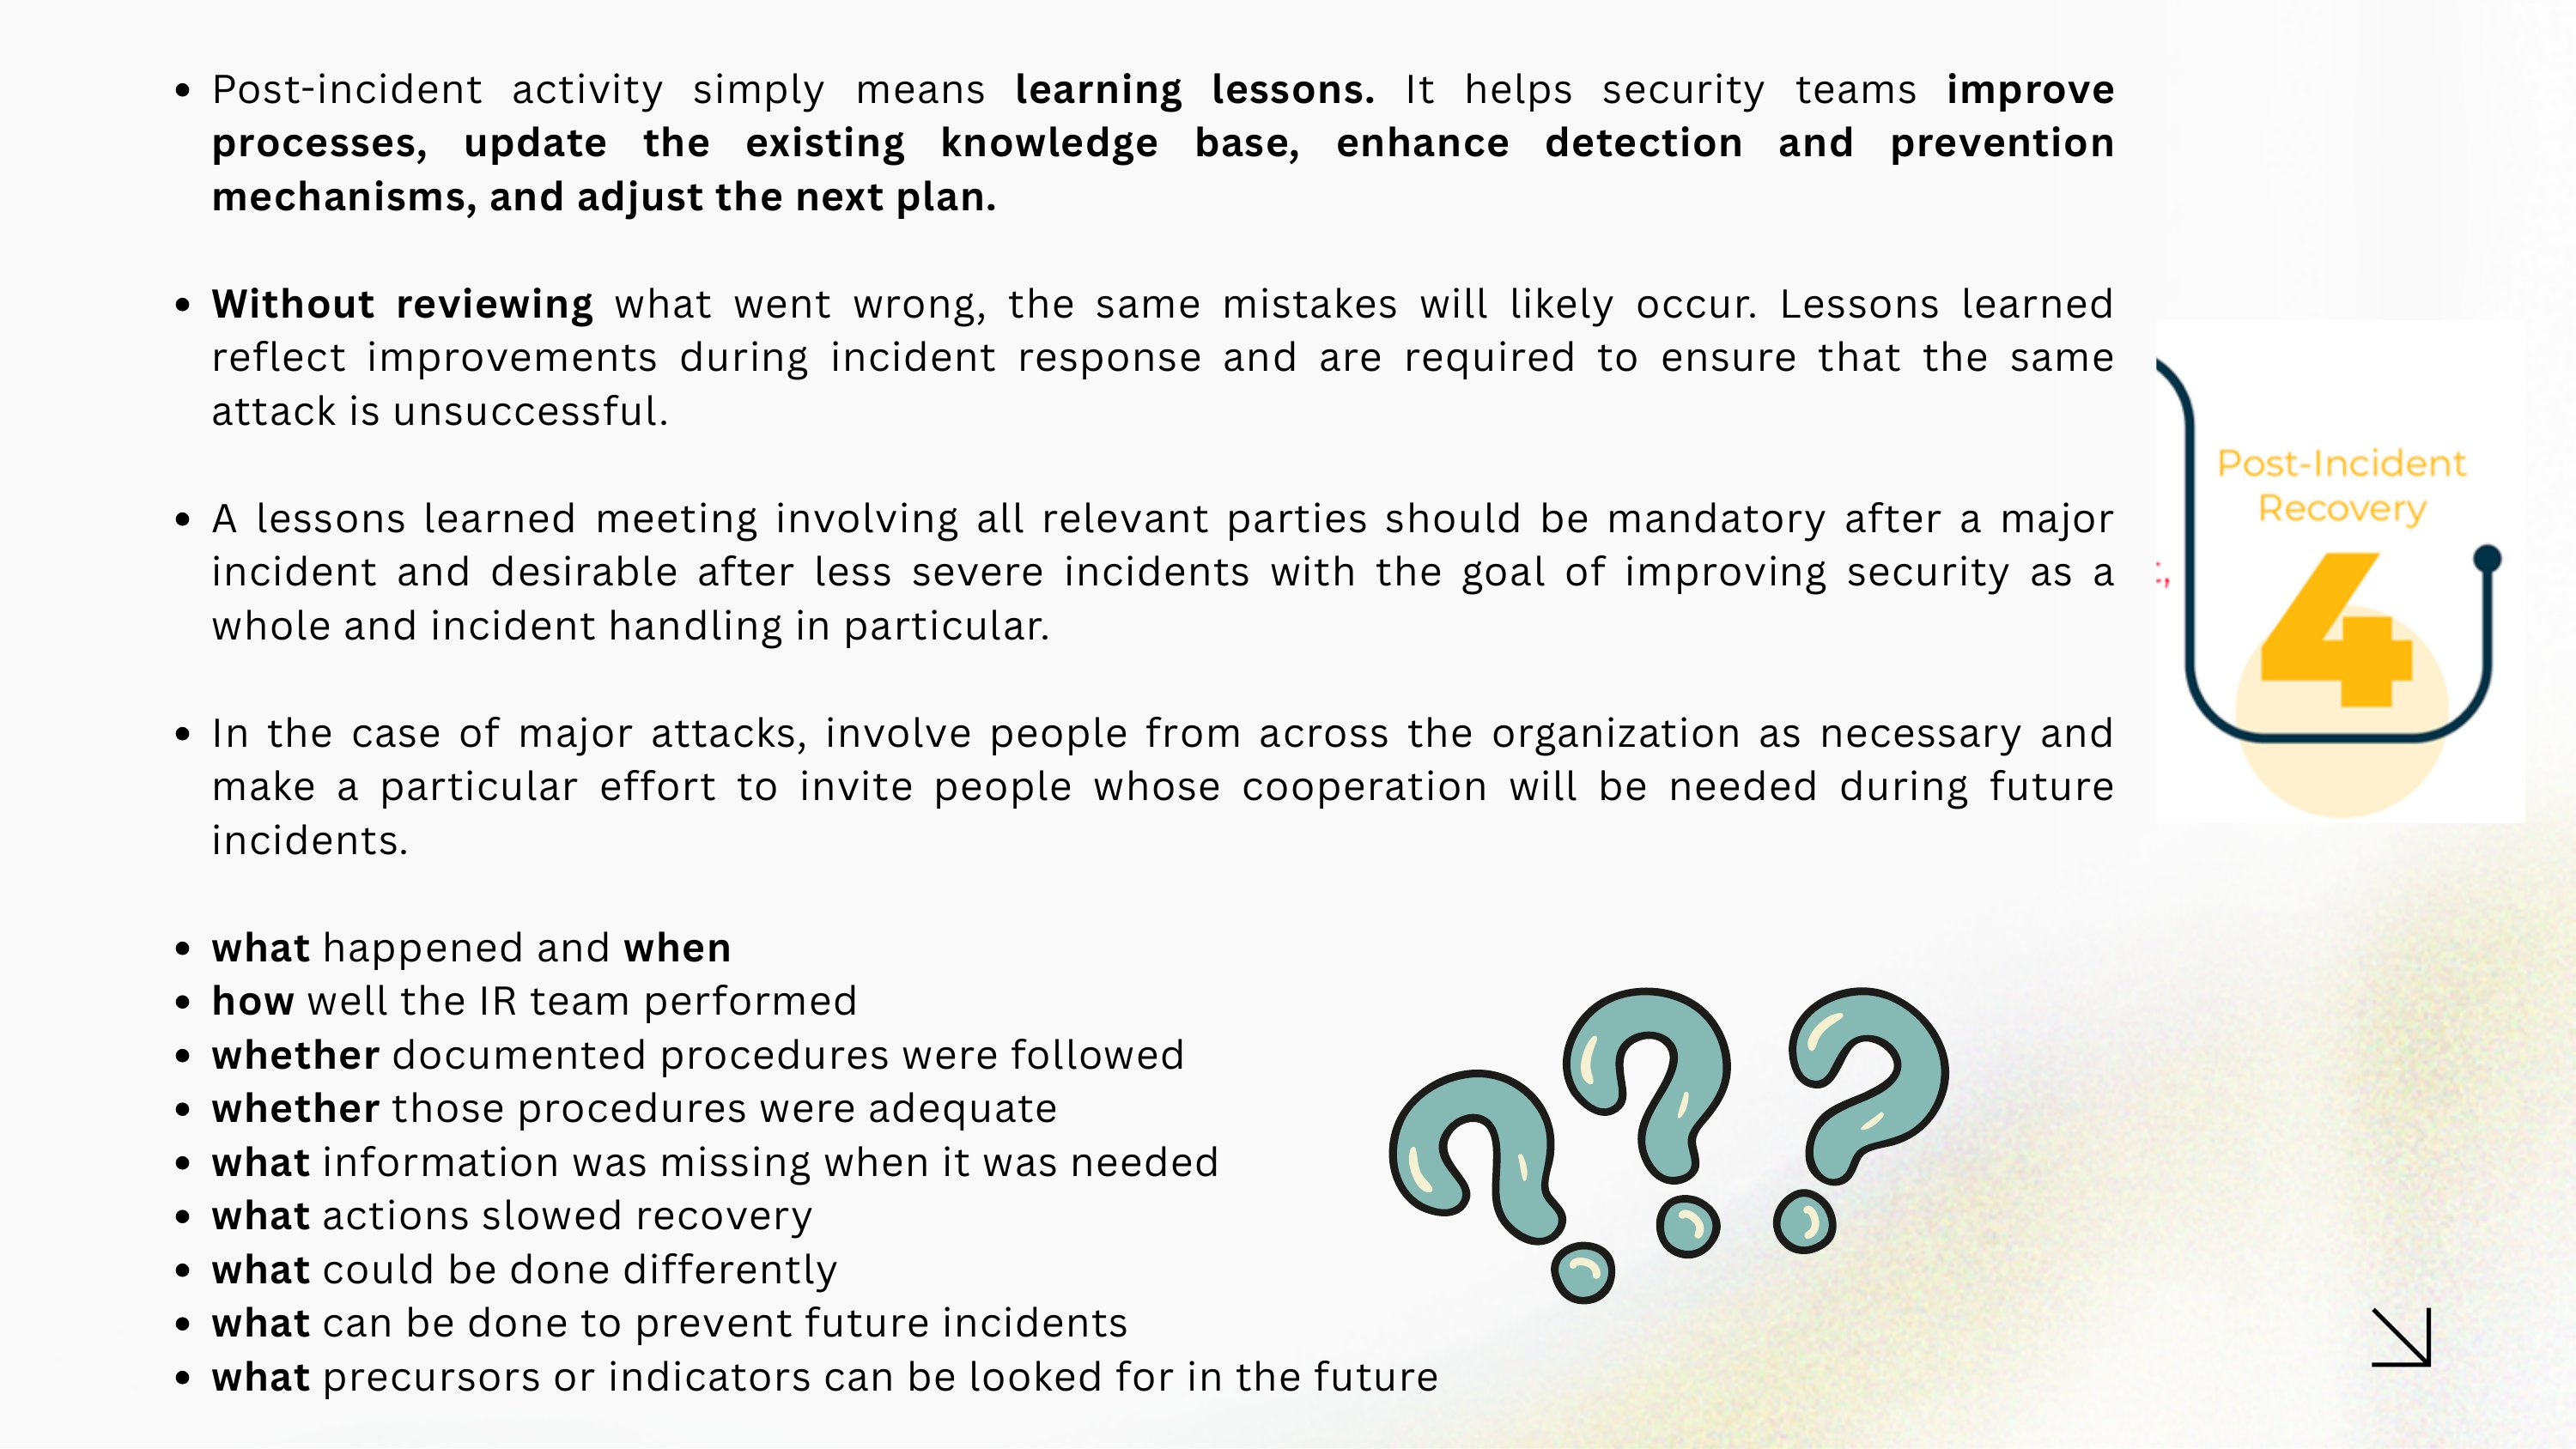 • Post-incident activity simply means learning lessons. It helps security teams improve
processes, update the existing knowledge base, enhance detection and prevention
mechanisms, and adjust the next plan.
• Without reviewing what went wrong, the same mistakes will likely occur. Lessons learned
reflect improvements during incident response and are required to ensure that the same
attack is unsuccessful.
• A lessons learned meeting involving all relevant parties should be mandatory after a major
incident and desirable after less severe incidents with the goal of improving security as a
whole and incident handling in particular.
• In the case of major attacks, involve people from across the organization as necessary and
make a particular effort to invite people whose cooperation will be needed during future
incidents.
• what happened and when
• how well the IR team performed
• whether documented procedures were followed
• whether those procedures were adequate
• what information was missing when it was needed
• what actions slowed recovery
• what could be done differently
• what can be done to prevent future incidents
• what precursors or indicators can be looked for in the future
Post-Incident
Recovery
4
???